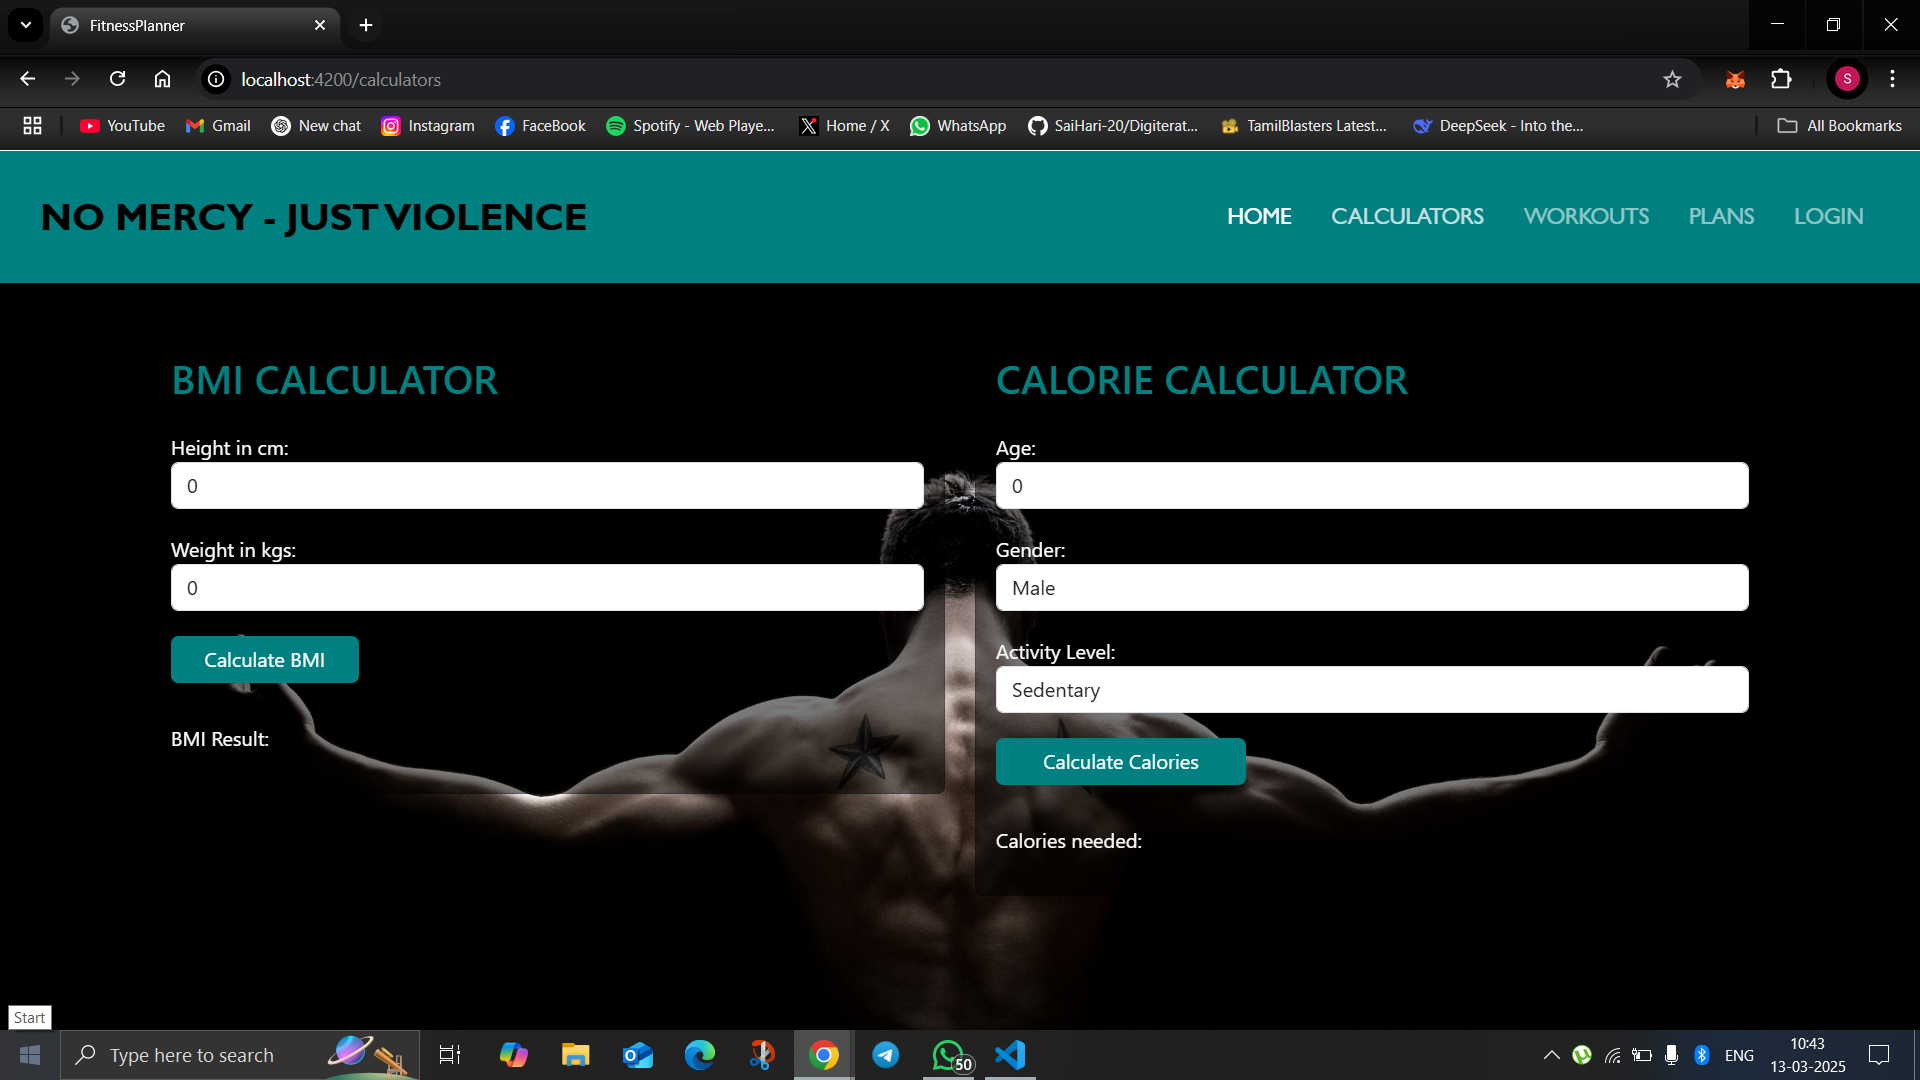 FitnessPlanner
localhost:4200/calculators
S
YouTube
Gmail
New chat
Instagram
FaceBook
Spotify - Web Playe...
Home / X
WhatsApp
SaiHari-20/Digiterat...
TamilBlasters Latest...
DeepSeek - Into the...
All Bookmarks
NO MERCY - JUST VIOLENCE
HOME
CALCULATORS
WORKOUTS
PLANS
LOGIN
BMI CALCULATOR
Height in cm:
0
Weight in kgs:
0
Calculate BMI
BMI Result:
CALORIE CALCULATOR
Age:
0
Gender:
Male
Activity Level:
Sedentary
Calculate Calories
Calories needed:
Start
Type here to search
50
ENG
10:43
13-03-2025